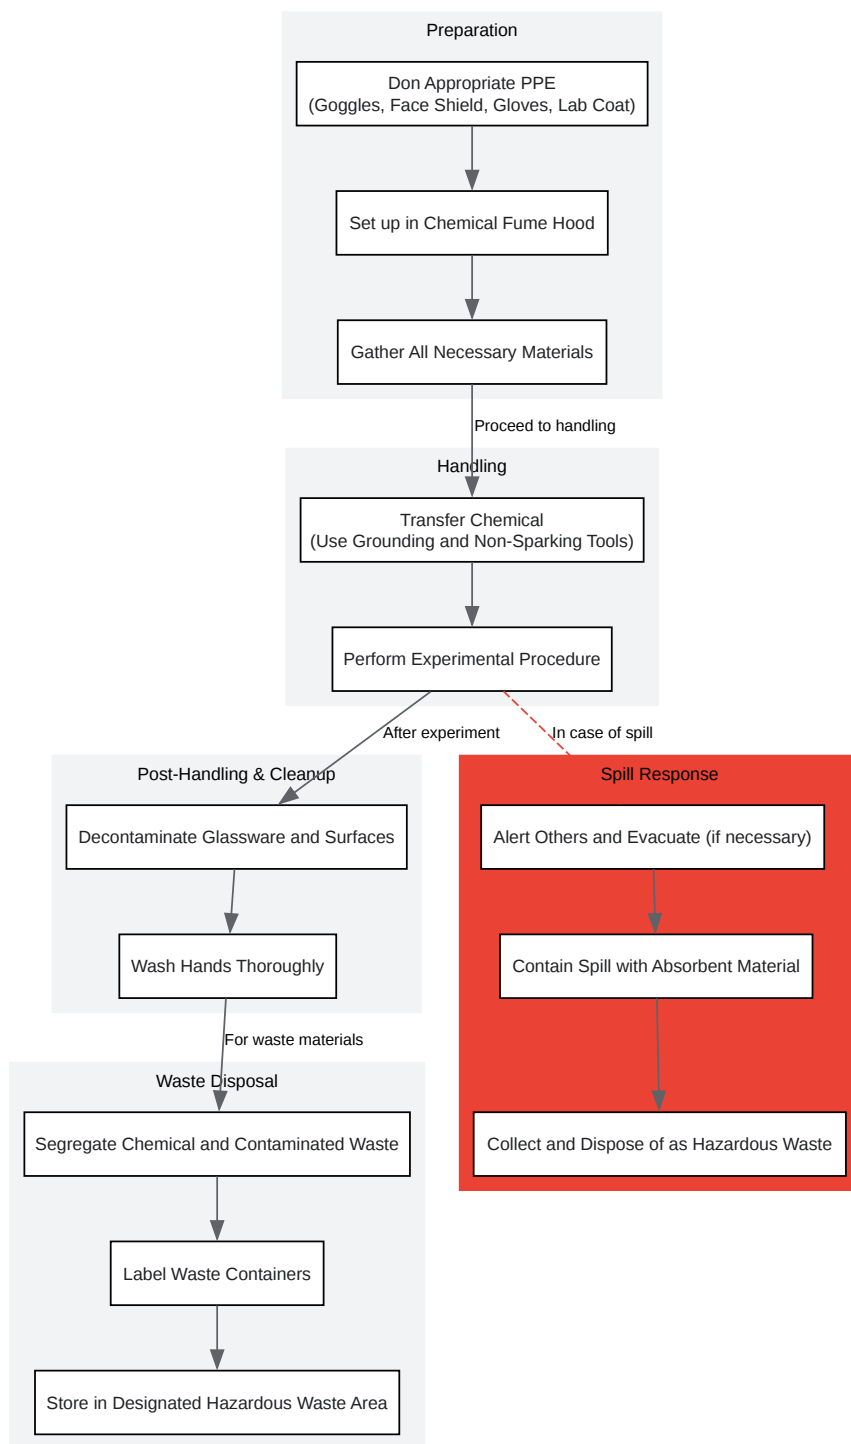 Preparation
Don Appropriate PPE
(Goggles, Face Shield, Gloves, Lab Coat)
Set up in Chemical Fume Hood
Gather All Necessary Materials
Proceed to handling
Handling
Transfer Chemical
(Use Grounding and Non-Sparking Tools)
Perform Experimental Procedure
After experiment
In case of spill
Post-Handling & Cleanup
Decontaminate Glassware and Surfaces
Wash Hands Thoroughly
For waste materials
Waste Disposal
Segregate Chemical and Contaminated Waste
Label Waste Containers
Store in Designated Hazardous Waste Area
Spill Response
Alert Others and Evacuate (if necessary)
Contain Spill with Absorbent Material
Collect and Dispose of as Hazardous Waste